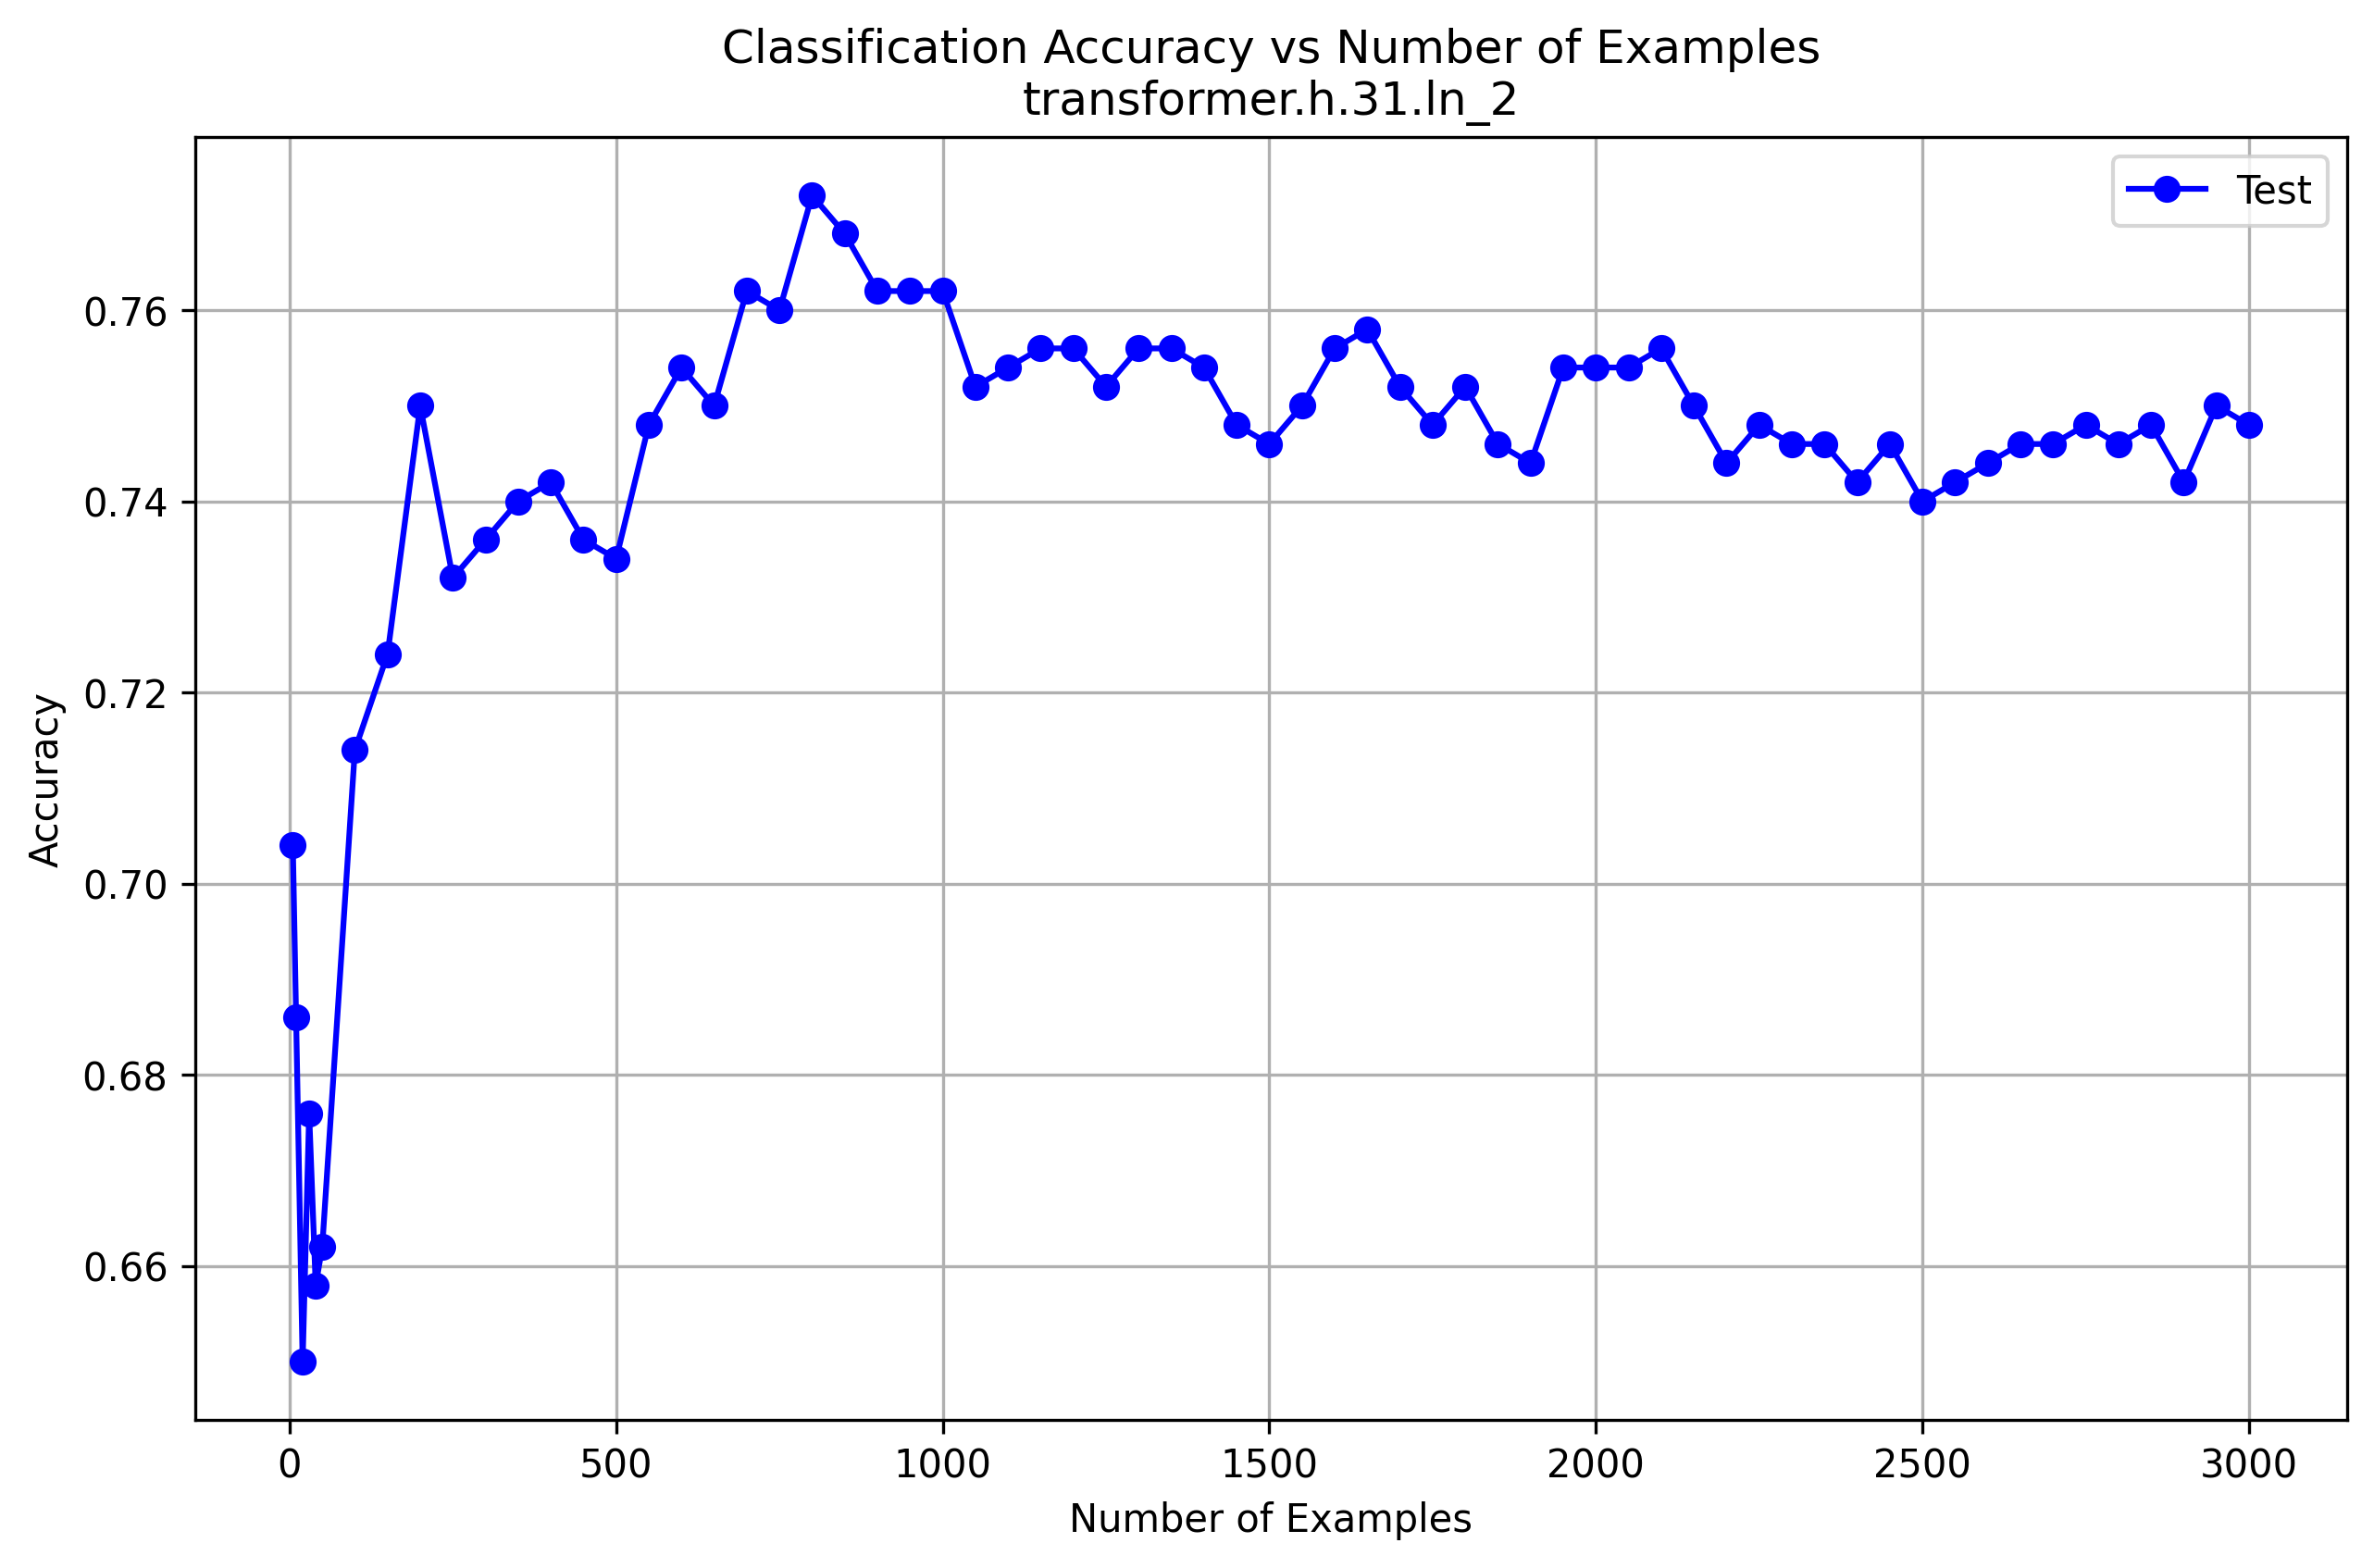 Classification Accuracy vs Number of Examples
transformer.h.31.ln_2
Test
Accuracy
0.76
0.74
0.72
0.70
0.68
0.66
0 500 1000 1500 2000 2500 3000
Number of Examples